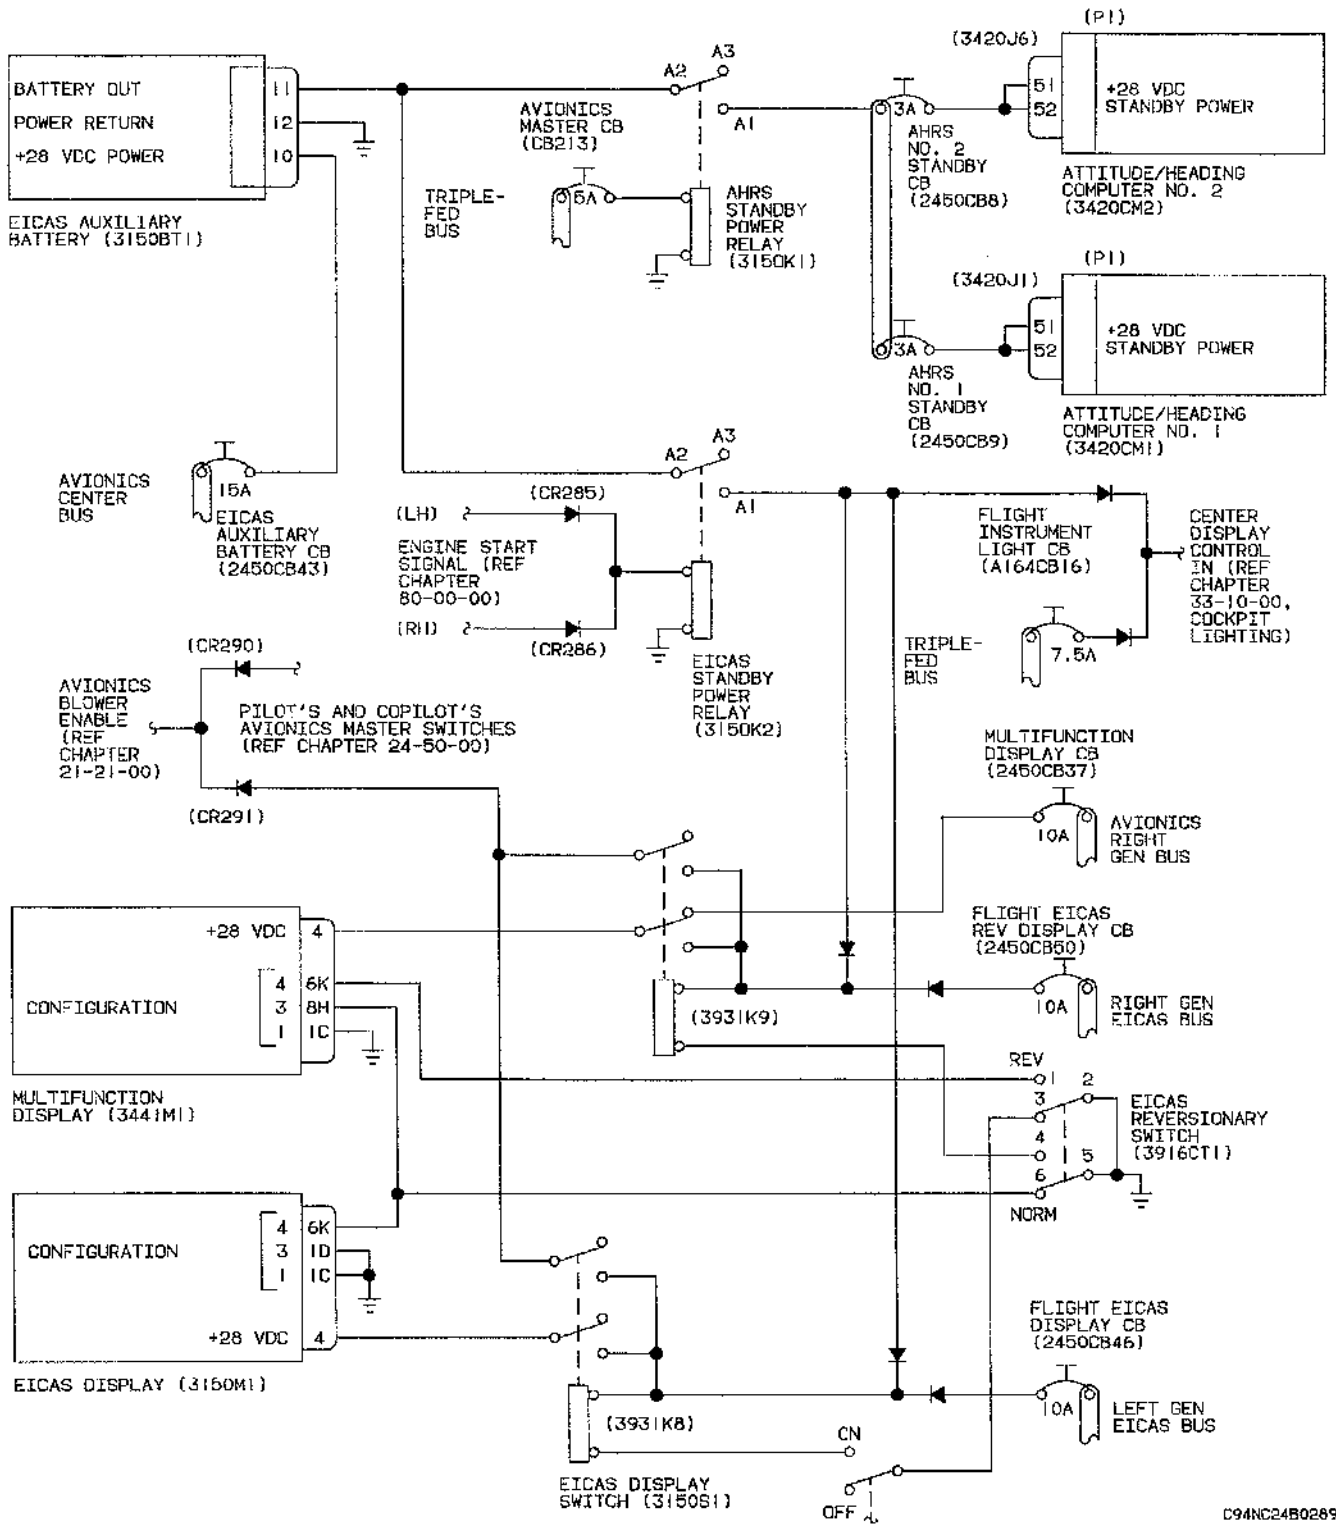 (P1)
(3420J6)
A3
A2
A1
BATTERY OUT
11
POWER RETURN
12
+28 VDC POWER
10
EICAS AUXILIARY
BATTERY (3150BT1)
AVIONICS
MASTER CB
(CB213)
5A
TRIPLE-
FED
BUS
AHRS
STANDBY
POWER
RELAY
(3150K1)
3A
AHRS
NO. 2
STANDBY
CB
(2450CB8)
51
52
+28 VDC
STANDBY POWER
ATTITUDE/HEADING
COMPUTER NO. 2
(3420CM2)
(P1)
(3420J1)
3A
AHRS
NO. 1
STANDBY
CB
(2450CB9)
51
52
+28 VDC
STANDBY POWER
ATTITUDE/HEADING
COMPUTER NO. 1
(3420CM1)
AVIONICS
CENTER
BUS
15A
EICAS
AUXILIARY
BATTERY CB
(2450CB43)
A3
A2
A1
(CR285)
(LH)
ENGINE START
SIGNAL (REF
CHAPTER
80-00-00)
(RH)
(CR286)
EICAS
STANDBY
POWER
RELAY
(3150K2)
FLIGHT
INSTRUMENT
LIGHT CB
(A164CB16)
TRIPLE-
FED
BUS
7.5A
CENTER
DISPLAY
CONTROL
IN (REF
CHAPTER
33-10-00,
COCKPIT
LIGHTING)
(CR290)
AVIONICS
BLOWER
ENABLE
(REF
CHAPTER
21-21-00)
PILOT'S AND COPILOT'S
AVIONICS MASTER SWITCHES
(REF CHAPTER 24-50-00)
(CR291)
MULTIFUNCTION
DISPLAY CB
(2450CB37)
10A
AVIONICS
RIGHT
GEN BUS
+28 VDC
4
4
6K
CONFIGURATION
3
8H
1
1C
MULTIFUNCTION
DISPLAY (3441M1)
(3931K9)
FLIGHT EICAS
REV DISPLAY CB
(2450CB50)
10A
RIGHT GEN
EICAS BUS
REV
1
2
3
4
5
6
NORM
EICAS
REVERSIONARY
SWITCH
(3916CT1)
4
6K
CONFIGURATION
3
1D
1
1C
+28 VDC
4
EICAS DISPLAY (3150M1)
(3931K8)
FLIGHT EICAS
DISPLAY CB
(2450CB46)
10A
LEFT GEN
EICAS BUS
CN
OFF
EICAS DISPLAY
SWITCH (3150S1)
C94NC24B0289